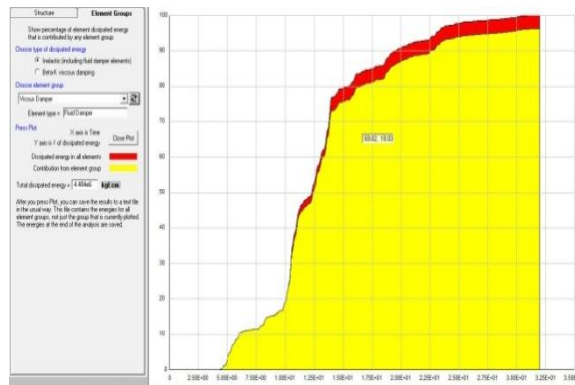 Structure
Element Groups
Show percentage of element dissipated energy
that is contributed by any element group.
Choose type of dissipated energy
Inelastic (including fluid damper elements)
Beta-K viscous damping
Choose element group
Viscous Damper
Element type = Fluid Damper
Press Plot
X axis is Time
Y axis is % of dissipated energy
Close Plot
Dissipated energy in all elements
Contribution from element group
Total dissipated energy = kgf.cm
After you press Plot, you can save the results to a text file
in the usual way. This file contains the energies for all
element groups, not just the group that is currently plotted.
The energies at the end of the analysis are saved.
100
90
80
70
60
50
40
30
20
10
0
0 2.50E+00 5.00E+00 7.50E+00 1.00E+01 1.25E+01 1.50E+01 1.75E+01 2.00E+01 2.25E+01 2.50E+01 2.75E+01 3.00E+01 3.25E+01 3.50E+01